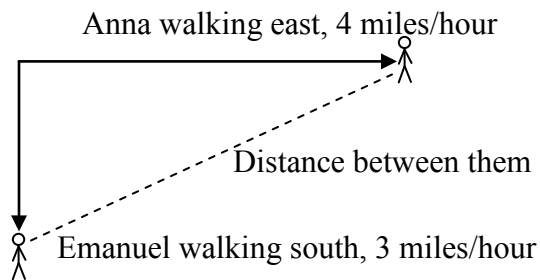 Anna walking east, 4 miles/hour
Distance between them
Emanuel walking south, 3 miles/hour